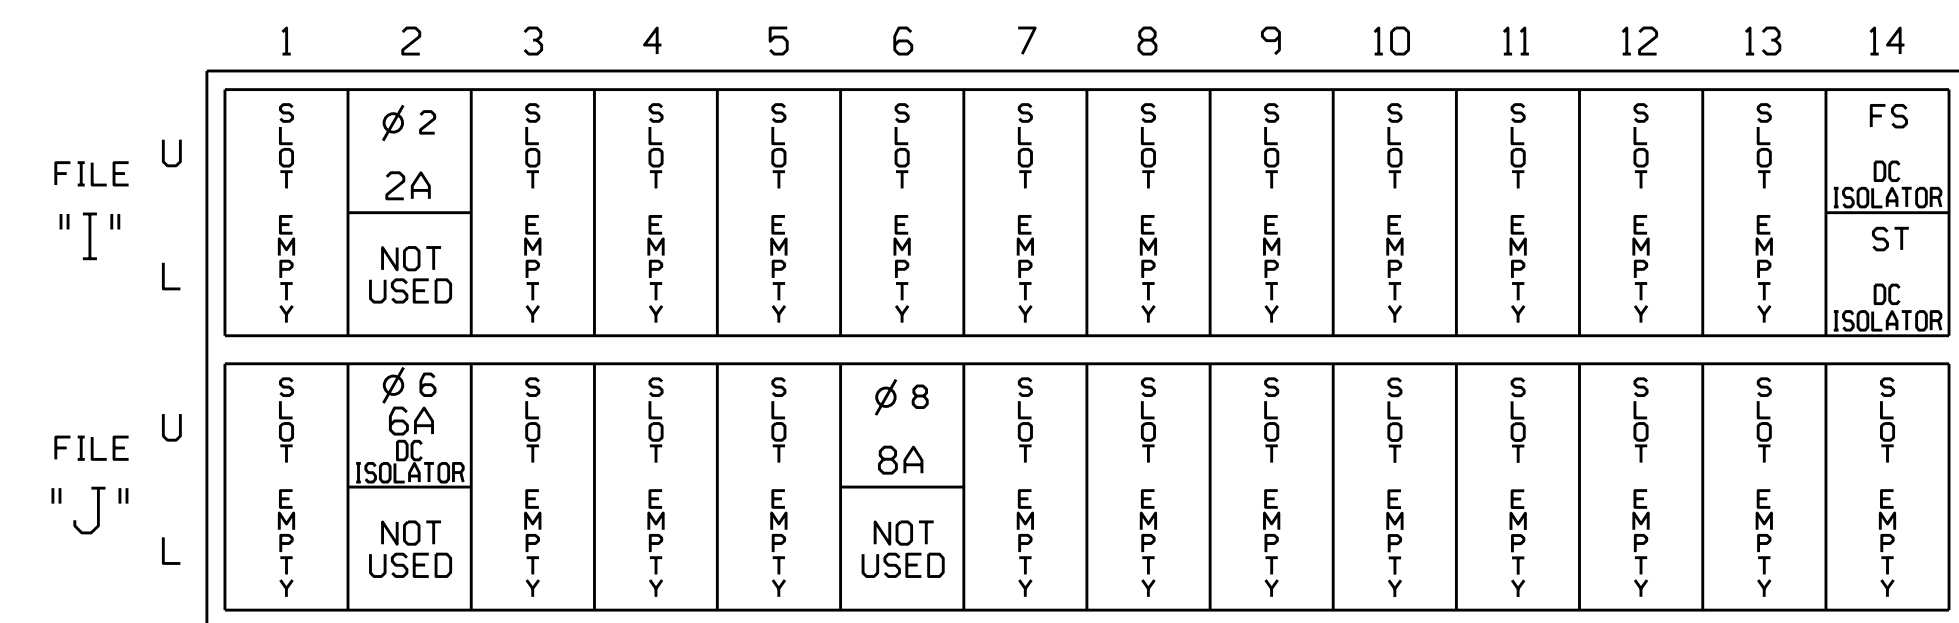 1 2 3 4 5 6 7 8 9 10 11 12 13 14
FILE
"I"
U
L
SLOT EMPTY
Ø 2
2A
NOT
USED
SLOT EMPTY
SLOT EMPTY
SLOT EMPTY
SLOT EMPTY
SLOT EMPTY
SLOT EMPTY
SLOT EMPTY
SLOT EMPTY
SLOT EMPTY
SLOT EMPTY
SLOT EMPTY
FS
DC
ISOLATOR
ST
DC
ISOLATOR
FILE
"J"
U
L
SLOT EMPTY
Ø 6
6A
DC
ISOLATOR
NOT
USED
SLOT EMPTY
SLOT EMPTY
SLOT EMPTY
Ø 8
8A
NOT
USED
SLOT EMPTY
SLOT EMPTY
SLOT EMPTY
SLOT EMPTY
SLOT EMPTY
SLOT EMPTY
SLOT EMPTY
SLOT EMPTY